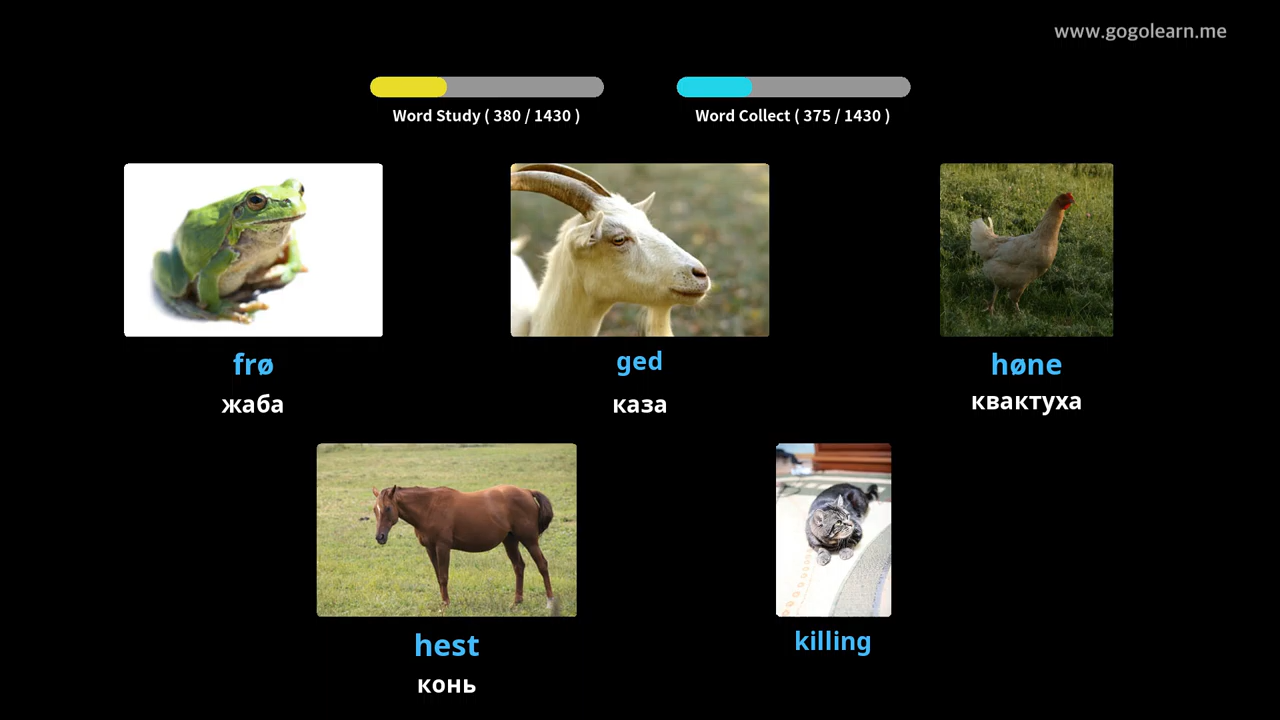 www.gogolearn.me
Word Study ( 380 / 1430 )
Word Collect ( 375 / 1430 )
frø
ged
høne
жаба
каза
квактуха
hest
killing
конь